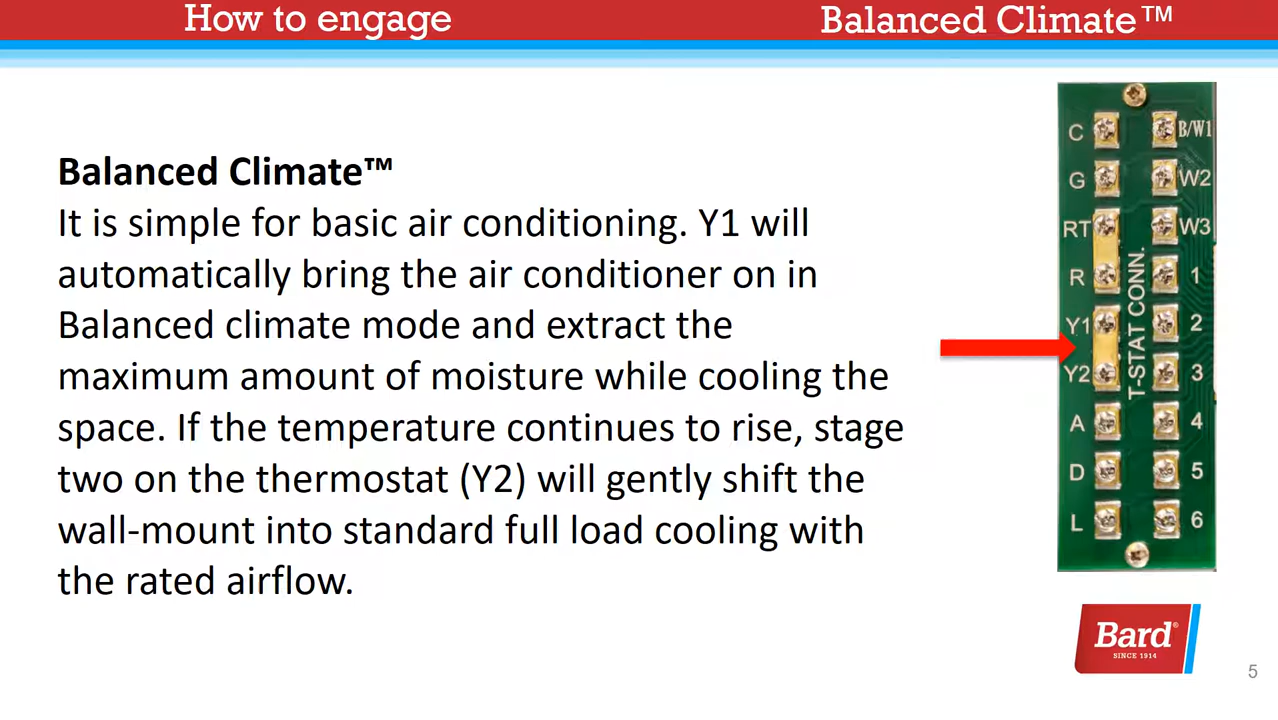 How to engage
Balanced Climate™
Balanced Climate™
It is simple for basic air conditioning. Y1 will
automatically bring the air conditioner on in
Balanced climate mode and extract the
maximum amount of moisture while cooling the
space. If the temperature continues to rise, stage
two on the thermostat (Y2) will gently shift the
wall-mount into standard full load cooling with
the rated airflow.
C
B/W1
G
W2
RT
W3
R
1
Y1
2
Y2
3
A
4
D
5
L
6
T-STAT CONN.
Bard®
SINCE 1914
5